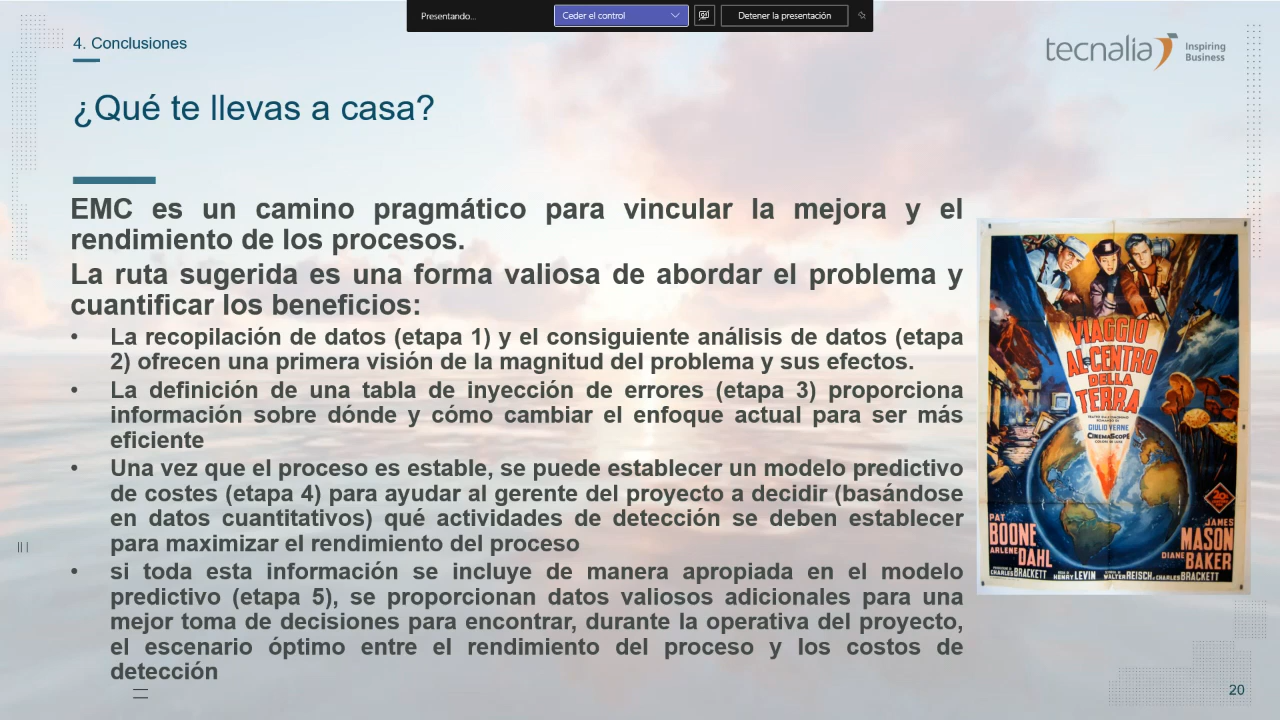 Presentando...
Ceder el control
Detener la presentación
4. Conclusiones
tecnalia
Inspiring
Business
¿Qué te llevas a casa?
EMC es un camino pragmático para vincular la mejora y el
rendimiento de los procesos.
La ruta sugerida es una forma valiosa de abordar el problema y
cuantificar los beneficios:
• La recopilación de datos (etapa 1) y el consiguiente análisis de datos (etapa
2) ofrecen una primera visión de la magnitud del problema y sus efectos.
• La definición de una tabla de inyección de errores (etapa 3) proporciona
información sobre dónde y cómo cambiar el enfoque actual para ser más
eficiente
• Una vez que el proceso es estable, se puede establecer un modelo predictivo
de costes (etapa 4) para ayudar al gerente del proyecto a decidir (basándose
en datos cuantitativos) qué actividades de detección se deben establecer
para maximizar el rendimiento del proceso
• si toda esta información se incluye de manera apropiada en el modelo
predictivo (etapa 5), se proporcionan datos valiosos adicionales para una
mejor toma de decisiones para encontrar, durante la operativa del proyecto,
el escenario óptimo entre el rendimiento del proceso y los costos de
detección
VIAGGIO
AL CENTRO
DELLA
TERRA
GIULIO VERNE
CINEMASCOPE
PAT
BOONE
ARLENE DAHL
CHARLES BRACKETT
HENRY LEVIN
WALTER REISCH
CHARLES BRACKETT
JAMES
MASON
DIANE BAKER
20